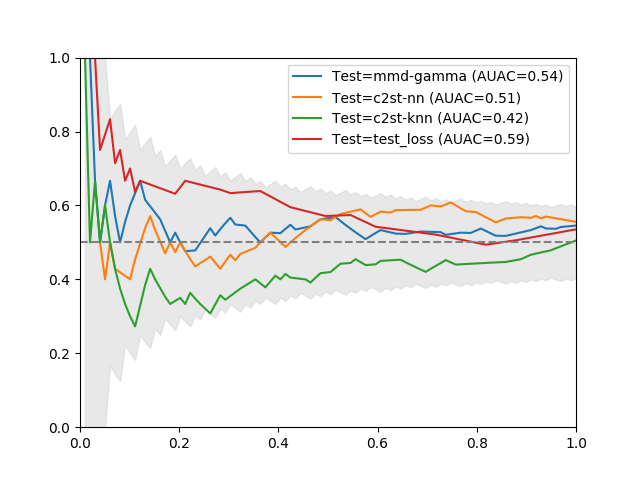 1.0
0.8
0.6
0.4
0.2
0.0
0.0 0.2 0.4 0.6 0.8 1.0
Test=mmd-gamma (AUAC=0.54)
Test=c2st-nn (AUAC=0.51)
Test=c2st-knn (AUAC=0.42)
Test=test_loss (AUAC=0.59)